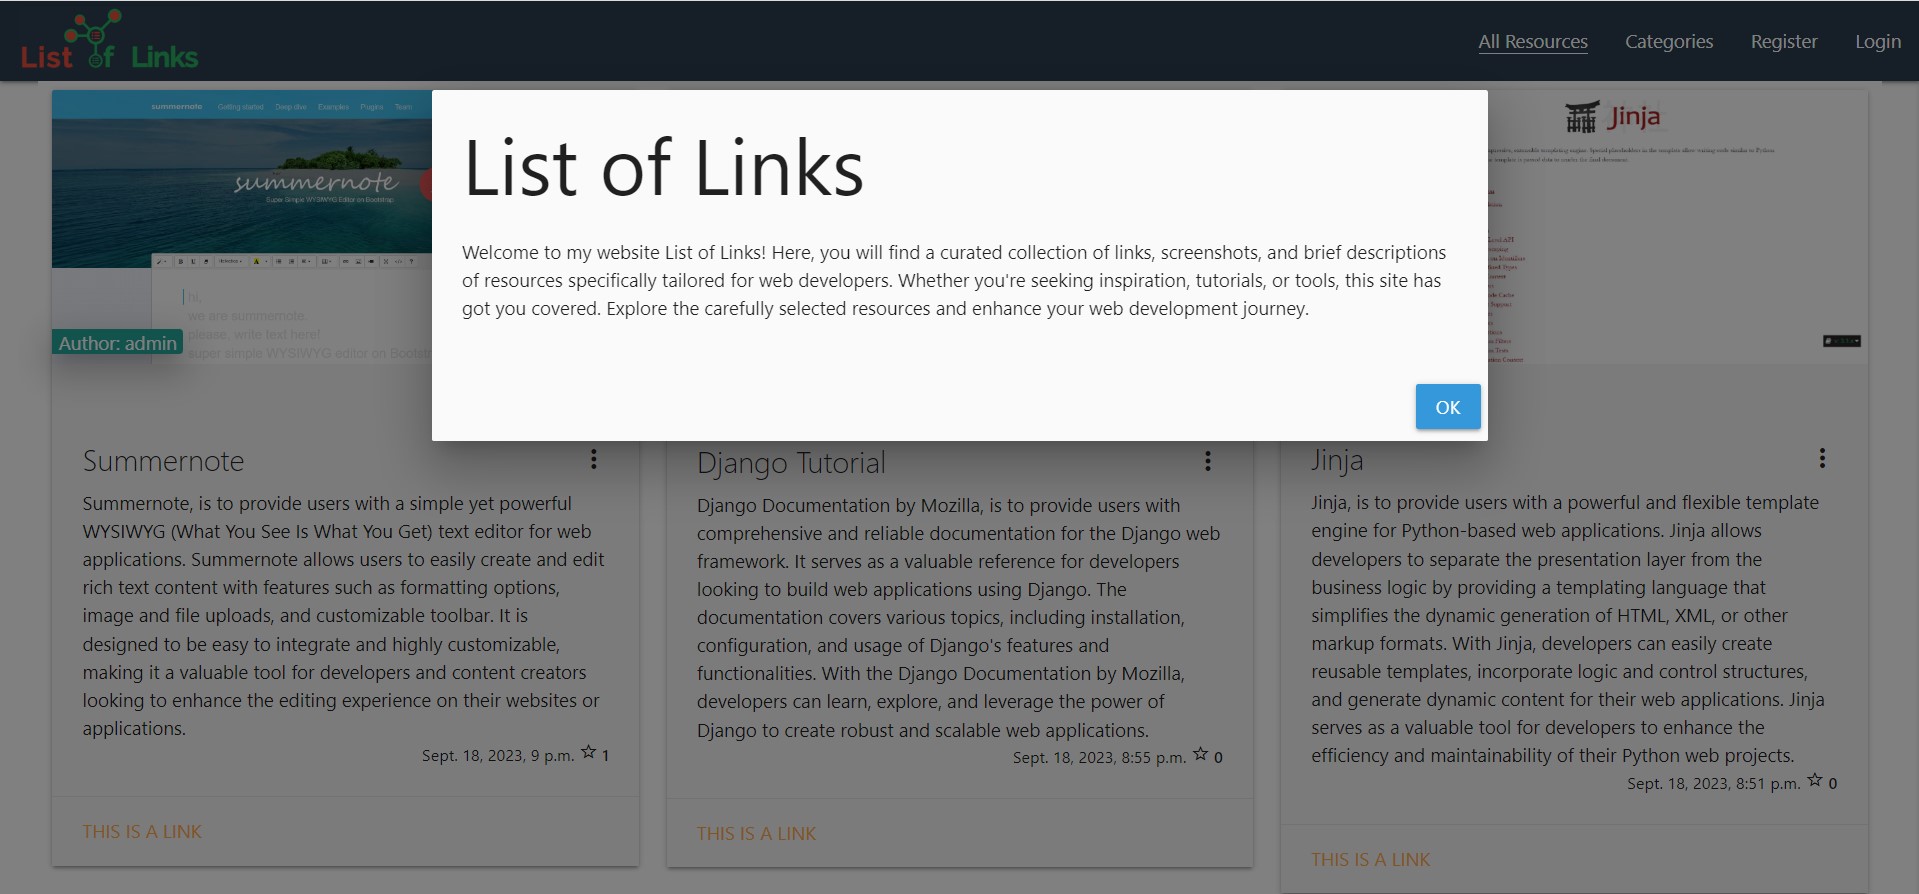 List of Links
All Resources
Categories
Register
Login
summernote Getting started Deep dive Examples Plugins Team
summernote
Super Simple WYSIWYG Editor on Bootstrap
hi,
we are summernote.
please, write text here!
super simple WYSIWYG editor on Bootstr
Author: admin
List of Links
Welcome to my website List of Links! Here, you will find a curated collection of links, screenshots, and brief descriptions
of resources specifically tailored for web developers. Whether you're seeking inspiration, tutorials, or tools, this site has
got you covered. Explore the carefully selected resources and enhance your web development journey.
OK
Jinja
Summernote
Summernote, is to provide users with a simple yet powerful
WYSIWYG (What You See Is What You Get) text editor for web
applications. Summernote allows users to easily create and edit
rich text content with features such as formatting options,
image and file uploads, and customizable toolbar. It is
designed to be easy to integrate and highly customizable,
making it a valuable tool for developers and content creators
looking to enhance the editing experience on their websites or
applications.
Sept. 18, 2023, 9 p.m. 1
THIS IS A LINK
Django Tutorial
Django Documentation by Mozilla, is to provide users with
comprehensive and reliable documentation for the Django web
framework. It serves as a valuable reference for developers
looking to build web applications using Django. The
documentation covers various topics, including installation,
configuration, and usage of Django's features and
functionalities. With the Django Documentation by Mozilla,
developers can learn, explore, and leverage the power of
Django to create robust and scalable web applications.
Sept. 18, 2023, 8:55 p.m. 0
THIS IS A LINK
Jinja
Jinja, is to provide users with a powerful and flexible template
engine for Python-based web applications. Jinja allows
developers to separate the presentation layer from the
business logic by providing a templating language that
simplifies the dynamic generation of HTML, XML, or other
markup formats. With Jinja, developers can easily create
reusable templates, incorporate logic and control structures,
and generate dynamic content for their web applications. Jinja
serves as a valuable tool for developers to enhance the
efficiency and maintainability of their Python web projects.
Sept. 18, 2023, 8:51 p.m. 0
THIS IS A LINK